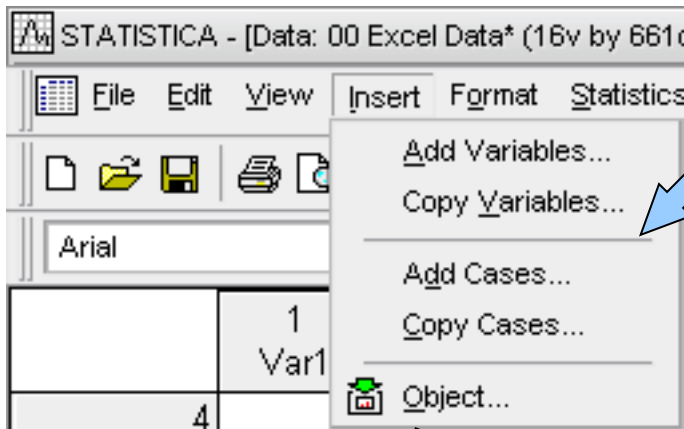 STATISTICA - [Data: 00 Excel Data* (16v by 661c
File Edit View Insert Format Statistics
Add Variables...
Copy Variables...
Arial
Add Cases...
Copy Cases...
1
Var1
Object...
4